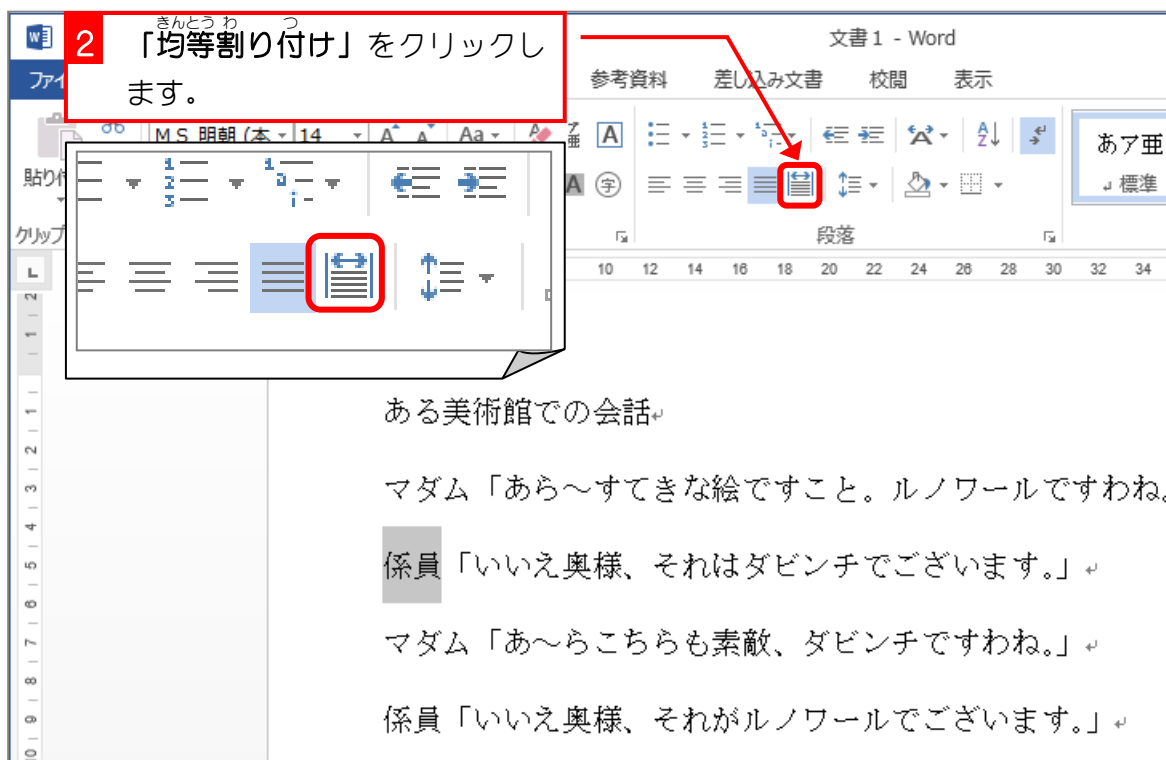 文書1 - Word
2
きんとう わ つ
「均等割り付け」をクリックし
ます。
参考資料 差し込み文書 校閲 表示
MS 明朝 (本 14 A A Aa
貼り付
段落
あア亜
標準
10 12 14 16 18 20 22 24 26 28 30 32 34
ある美術館での会話
マダム「あら～すてきな絵ですこと。ルノワールですわね。
係員「いいえ奥様、それはダビンチでございます。」
マダム「あ～らこちらも素敵、ダビンチですわね。」
係員「いいえ奥様、それがルノワールでございます。」